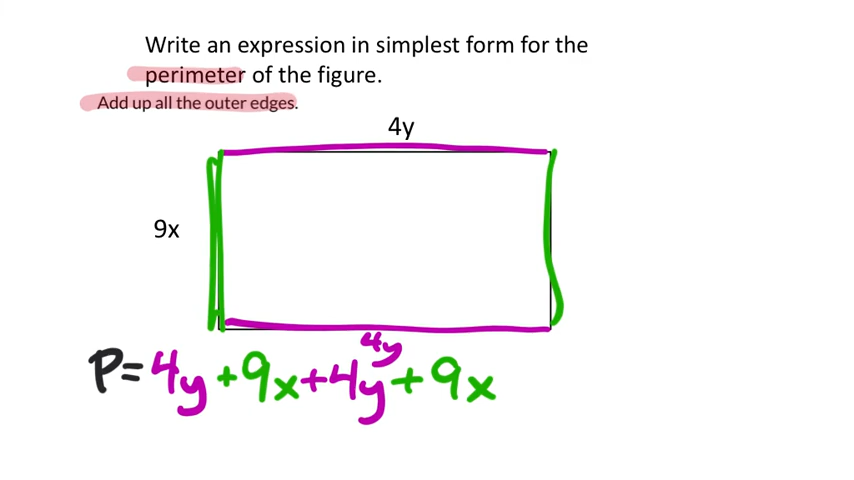 Write an expression in simplest form for the
perimeter of the figure.
Add up all the outer edges.
4y
9x
4y
P=4y+9x+4y+9x